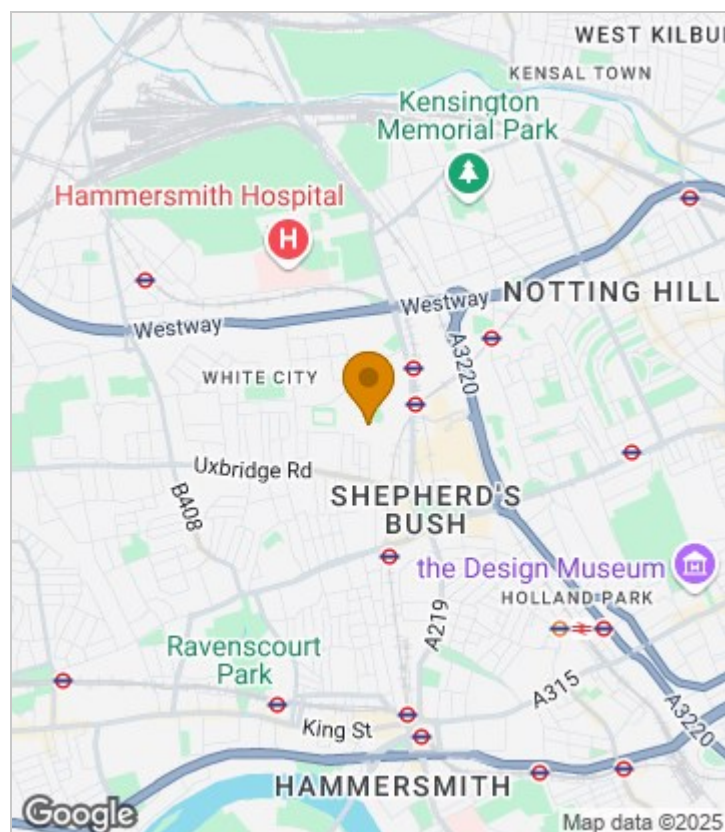 WEST KILBU
KENSAL TOWN
Kensington
Memorial Park
Hammersmith Hospital
H
Westway
NOTTING HILL
Westway
A3220
WHITE CITY
Uxbridge Rd
SHEPHERD'S
BUSH
B408
the Design Museum
HOLLAND PARK
A219
Ravenscourt
Park
A315
A3220
King St
HAMMERSMITH
Google
Map data ©2025